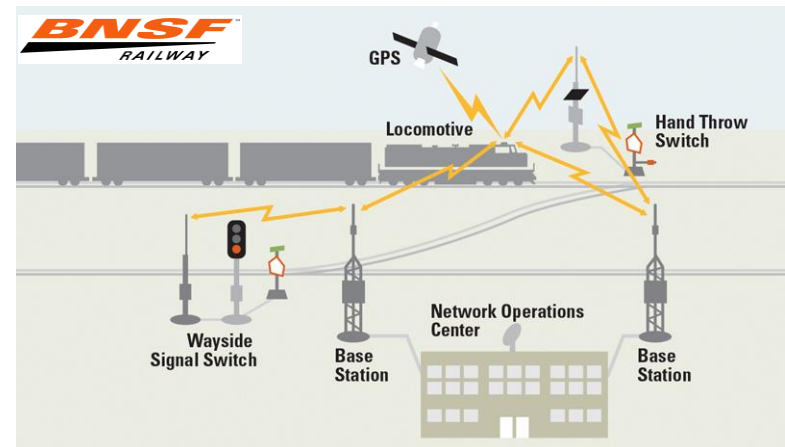 BNSF
RAILWAY
GPS
Locomotive
Hand Throw
Switch
Wayside
Signal Switch
Base
Station
Network Operations
Center
Base
Station